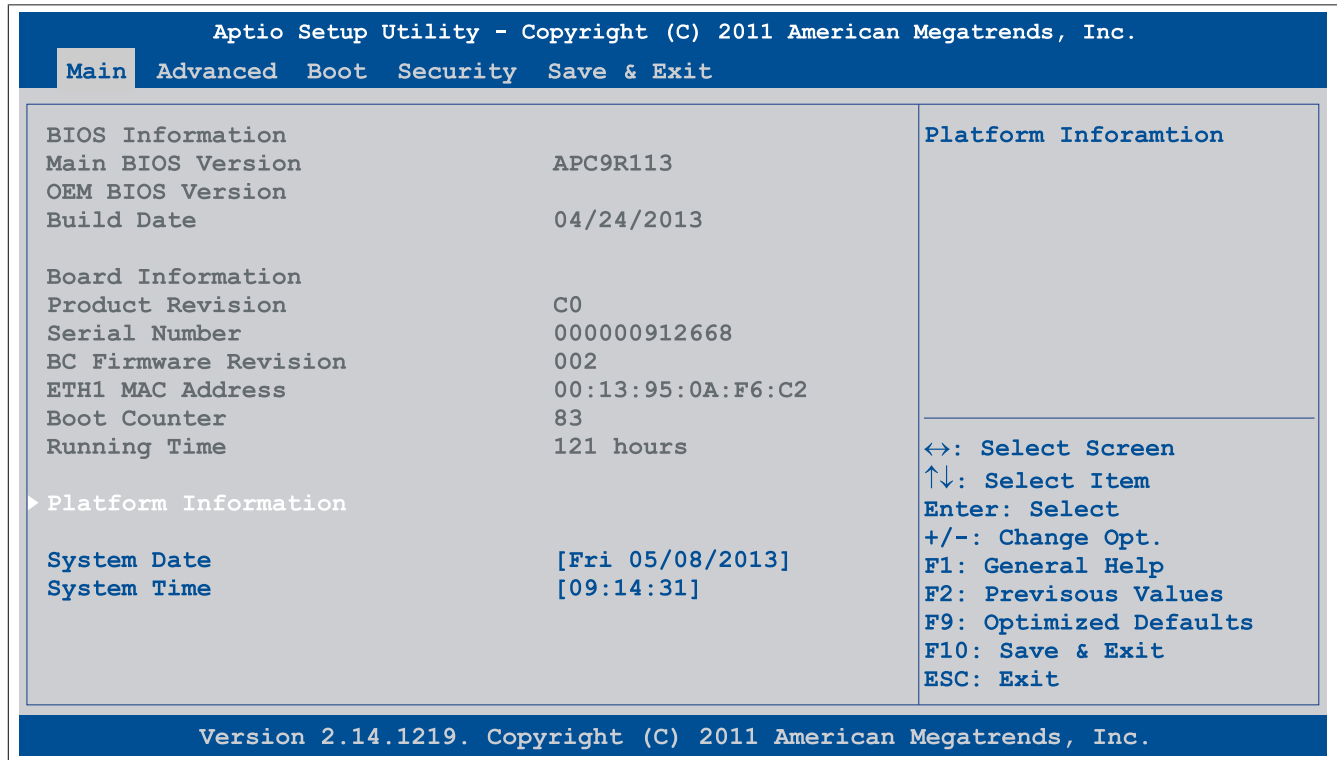 Aptio Setup Utility - Copyright (C) 2011 American Megatrends, Inc.
Main Advanced Boot Security Save & Exit
BIOS Information
Main BIOS Version APC9R113
OEM BIOS Version
Build Date 04/24/2013
Board Information
Product Revision C0
Serial Number 000000912668
BC Firmware Revision 002
ETH1 MAC Address 00:13:95:0A:F6:C2
Boot Counter 83
Running Time 121 hours
Platform Information
System Date [Fri 05/08/2013]
System Time [09:14:31]
Platform Inforamtion
↔: Select Screen
↑↓: Select Item
Enter: Select
+/-: Change Opt.
F1: General Help
F2: Previsous Values
F9: Optimized Defaults
F10: Save & Exit
ESC: Exit
Version 2.14.1219. Copyright (C) 2011 American Megatrends, Inc.